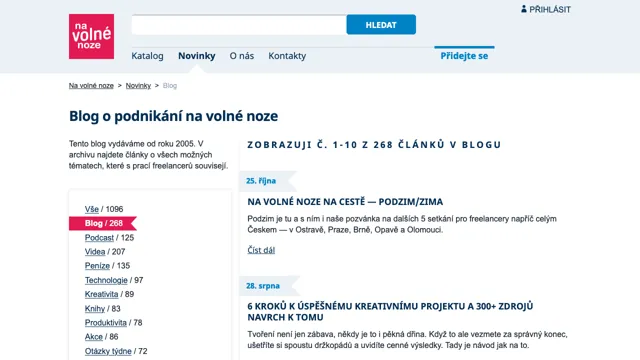 PŘIHLÁSIT
na
volné
noze
HLEDAT
Katalog
Novinky
O nás
Kontakty
Přidejte se
Na volné noze > Novinky > Blog
Blog o podnikání na volné noze
Tento blog vydáváme od roku 2005. V
archivu najdete články o všech možných
tématech, které s prací freelancerů souvisejí.
Vše / 1096
Blog / 268
Podcast / 125
Videa / 207
Peníze / 135
Technologie / 97
Kreativita / 89
Knihy / 83
Produktivita / 78
Akce / 86
Otázky týdne / 72
ZOBRAZUJI Č. 1-10 Z 268 ČLÁNKŮ V BLOGU
25. října
NA VOLNÉ NOZE NA CESTĚ — PODZIM/ZIMA
Podzim je tu a s ním i naše pozvánka na dalších 5 setkání pro freelancery napříč celým
Českem — v Ostravě, Praze, Brně, Opavě a Olomouci.
Číst dál
28. srpna
6 KROKŮ K ÚSPĚŠNÉMU KREATIVNÍMU PROJEKTU A 300+ ZDROJŮ
NAVRCH K TOMU
Tvoření není jen zábava, někdy je to i pěkná dřina. Když to ale vezmete za správný konec,
ušetříte si spoustu držkopádů a uvidíte cenné výsledky. Tady je návod jak na to.